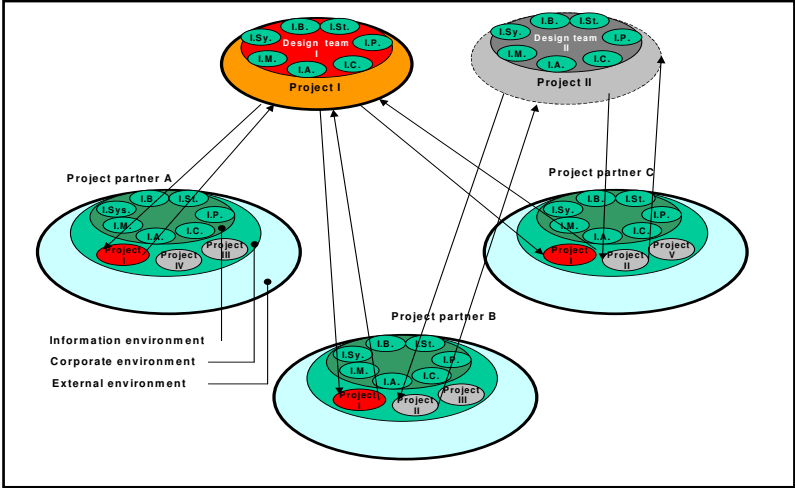 I.B.
I.St.
I.Sy.
Design team
I
I.P.
I.M.
I.A.
I.C.
Project I
I.B.
I.St.
I.Sy.
Design team
II
I.P.
I.M.
I.A.
I.C.
Project II
Project partner A
I.B.
I.St.
I.Sys.
I.P.
I.M.
I.A.
I.C.
Project
I
Project
IV
Project
III
Project partner C
I.B.
I.St.
I.Sy.
I.P.
I.M.
I.A.
I.C.
Project
I
Project
II
Project
V
Information environment
Corporate environment
External environment
Project partner B
I.B.
I.St.
I.Sy.
I.P.
I.M.
I.A.
I.C.
Project
I
Project
II
Project
III